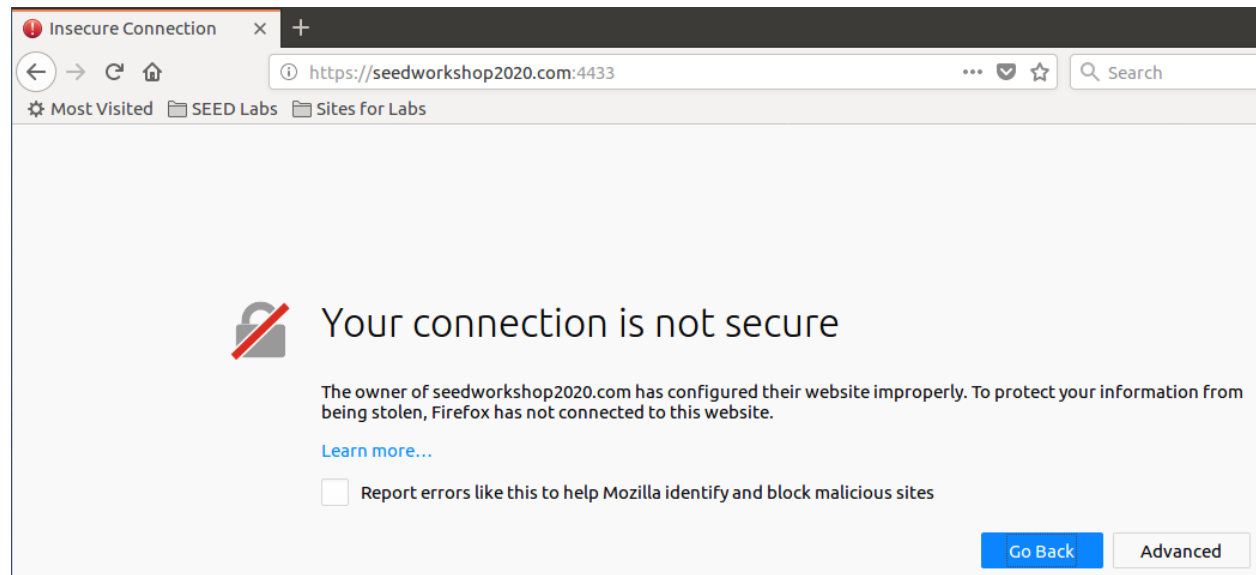 Insecure Connection
https://seedworkshop2020.com:4433
Search
Most Visited SEED Labs Sites for Labs
Your connection is not secure
The owner of seedworkshop2020.com has configured their website improperly. To protect your information from
being stolen, Firefox has not connected to this website.
Learn more…
Report errors like this to help Mozilla identify and block malicious sites
Go Back Advanced